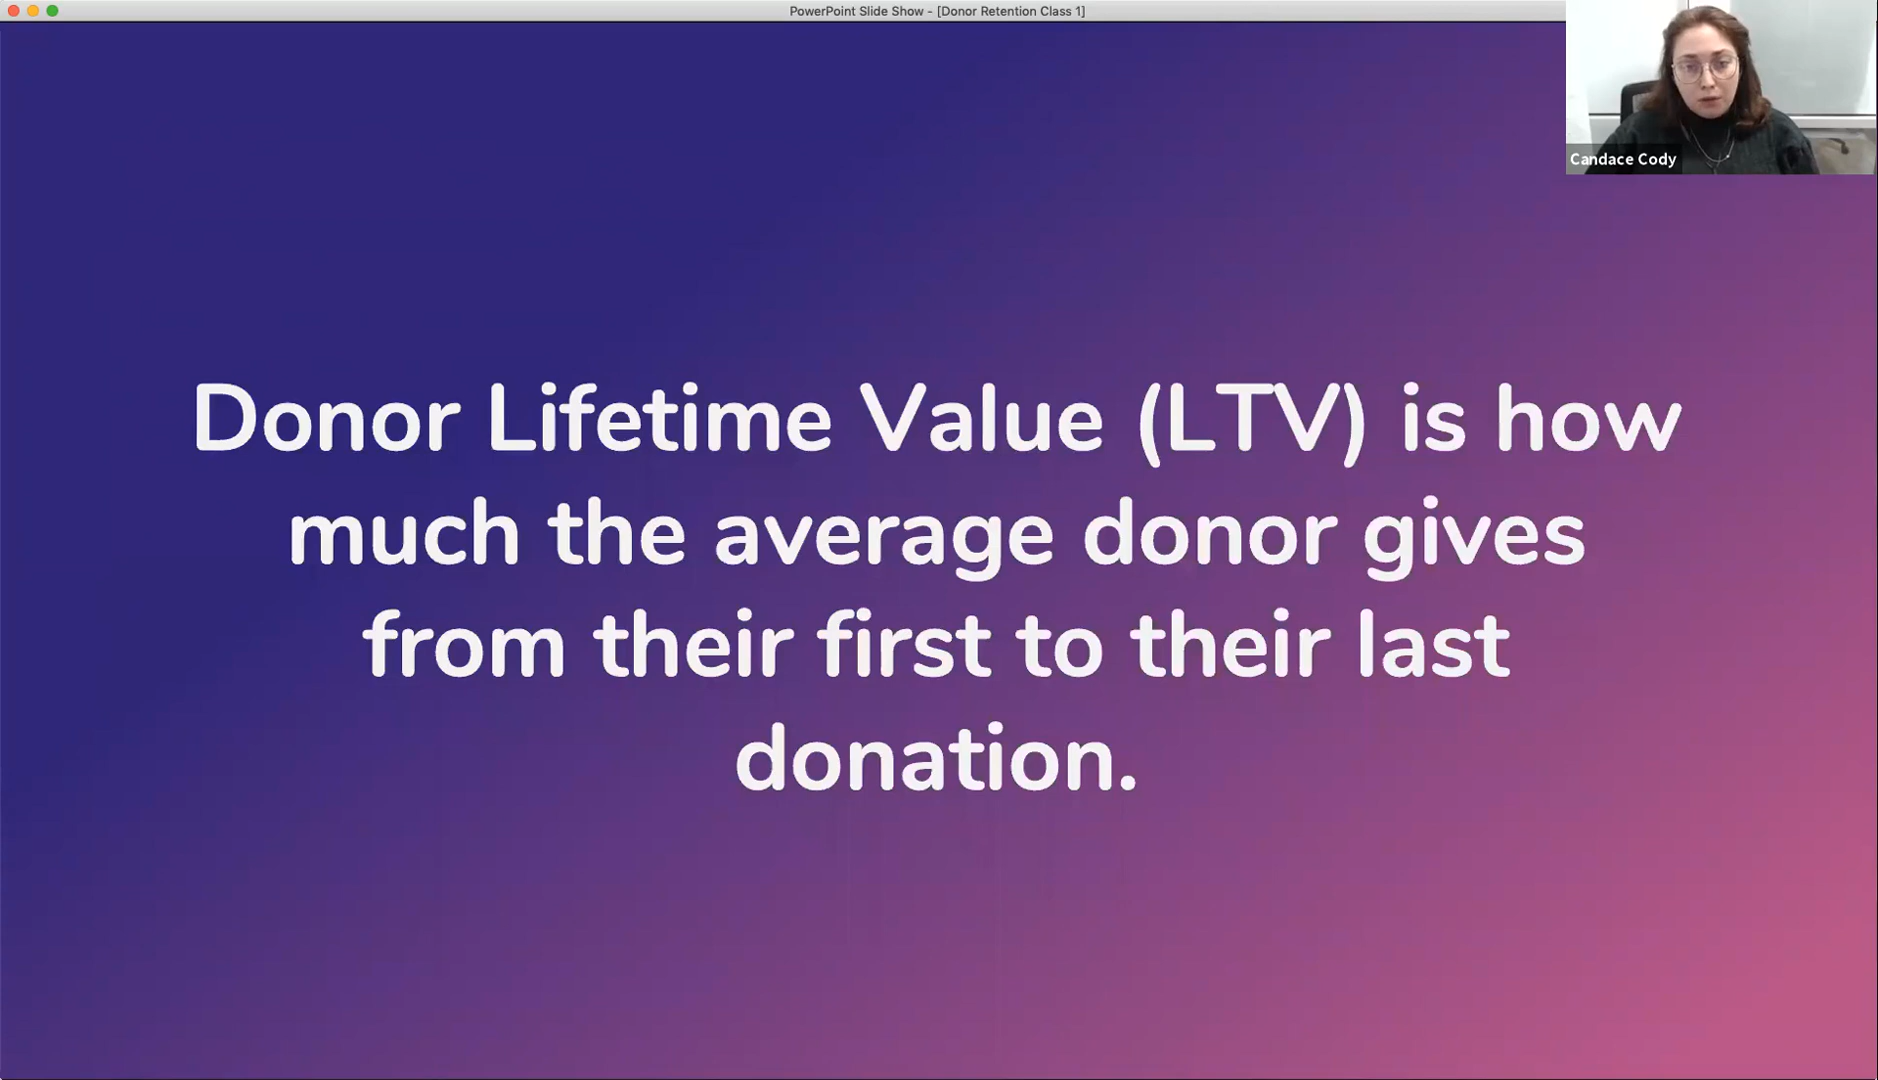 PowerPoint Slide Show - [Donor Retention Class 1]
Candace Cody
Donor Lifetime Value (LTV) is how
much the average donor gives
from their first to their last
donation.